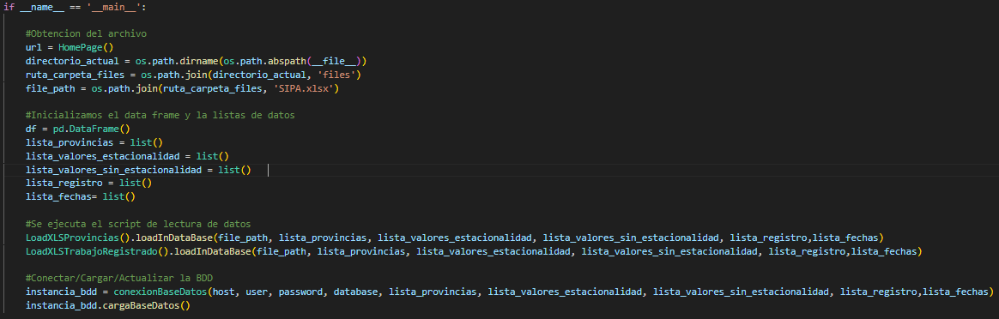 if __name__ == '__main__':
#Obtencion del archivo
url = HomePage()
directorio_actual = os.path.dirname(os.path.abspath(__file__))
ruta_carpeta_files = os.path.join(directorio_actual, 'files')
file_path = os.path.join(ruta_carpeta_files, 'SIPA.xlsx')
#Inicializamos el data frame y la listas de datos
df = pd.DataFrame()
lista_provincias = list()
lista_valores_estacionalidad = list()
lista_valores_sin_estacionalidad = list()
lista_registro = list()
lista_fechas= list()
#Se ejecuta el script de lectura de datos
LoadXLSProvincias().loadInDataBase(file_path, lista_provincias, lista_valores_estacionalidad, lista_valores_sin_estacionalidad, lista_registro,lista_fechas)
LoadXLSTrabajoRegistrado().loadInDataBase(file_path, lista_provincias, lista_valores_estacionalidad, lista_valores_sin_estacionalidad, lista_registro,lista_fechas)
#Conectar/Cargar/Actualizar la BDD
instancia_bdd = conexionBaseDatos(host, user, password, database, lista_provincias, lista_valores_estacionalidad, lista_valores_sin_estacionalidad, lista_registro,lista_fechas)
instancia_bdd.cargaBaseDatos()